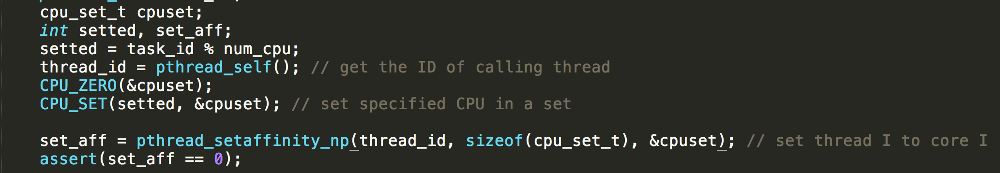 cpu_set_t cpuset;
int setted, set_aff;
setted = task_id % num_cpu;
thread_id = pthread_self(); // get the ID of calling thread
CPU_ZERO(&cpuset);
CPU_SET(setted, &cpuset); // set specified CPU in a set
set_aff = pthread_setaffinity_np(thread_id, sizeof(cpu_set_t), &cpuset); // set thread I to core I
assert(set_aff == 0);